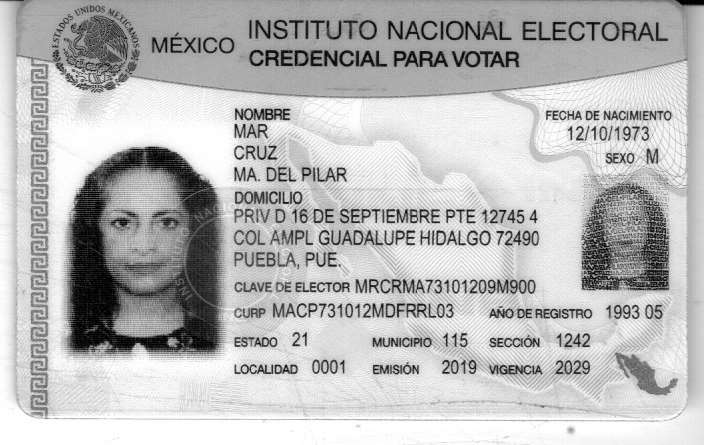 ESTADOS UNIDOS MEXICANOS
MÉXICO INSTITUTO NACIONAL ELECTORAL
CREDENCIAL PARA VOTAR
NOMBRE
MAR
CRUZ
MA. DEL PILAR
FECHA DE NACIMIENTO
12/10/1973
SEXO M
DOMICILIO
PRIV D 16 DE SEPTIEMBRE PTE 12745 4
COL AMPL GUADALUPE HIDALGO 72490
PUEBLA, PUE.
CLAVE DE ELECTOR MRCRMA73101209M900
CURP MACP731012MDFRRL03 AÑO DE REGISTRO 1993 05
ESTADO 21 MUNICIPIO 115 SECCIÓN 1242
LOCALIDAD 0001 EMISIÓN 2019 VIGENCIA 2029